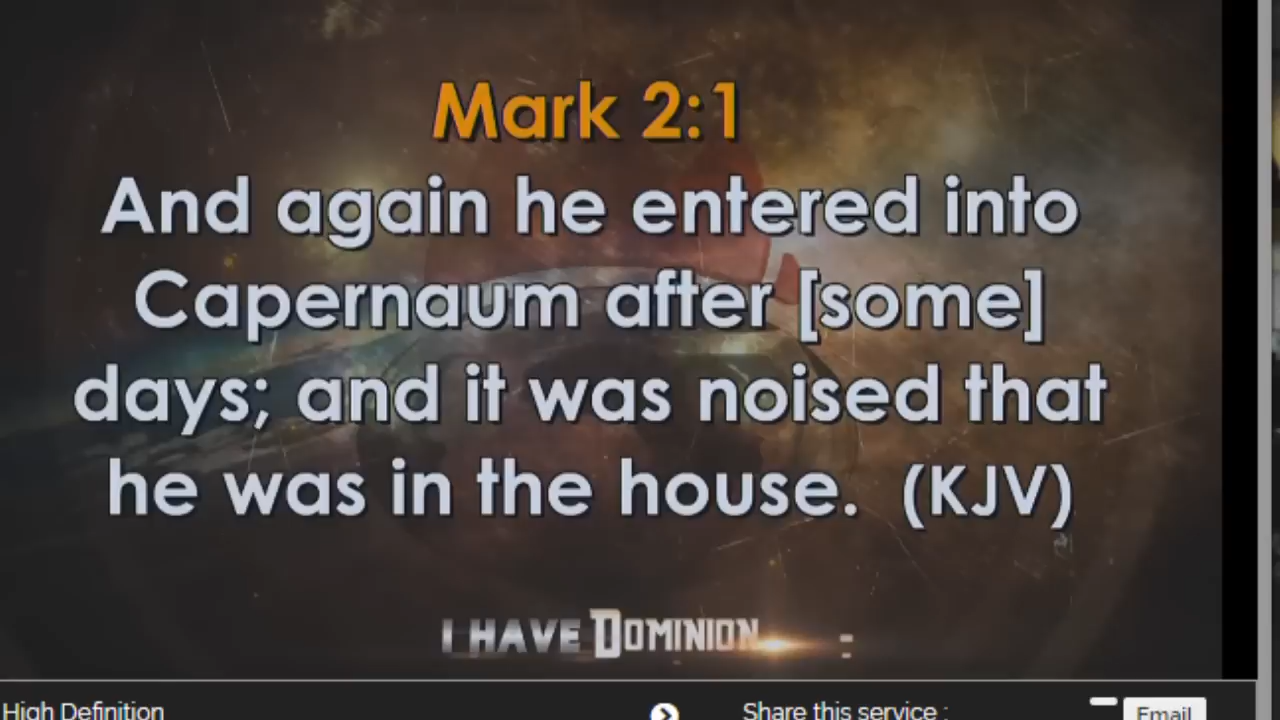 Mark 2:1
And again he entered into
Capernaum after [some]
days; and it was noised that
he was in the house. (KJV)
I HAVE DOMINION
High Definition
Share this service :
Email